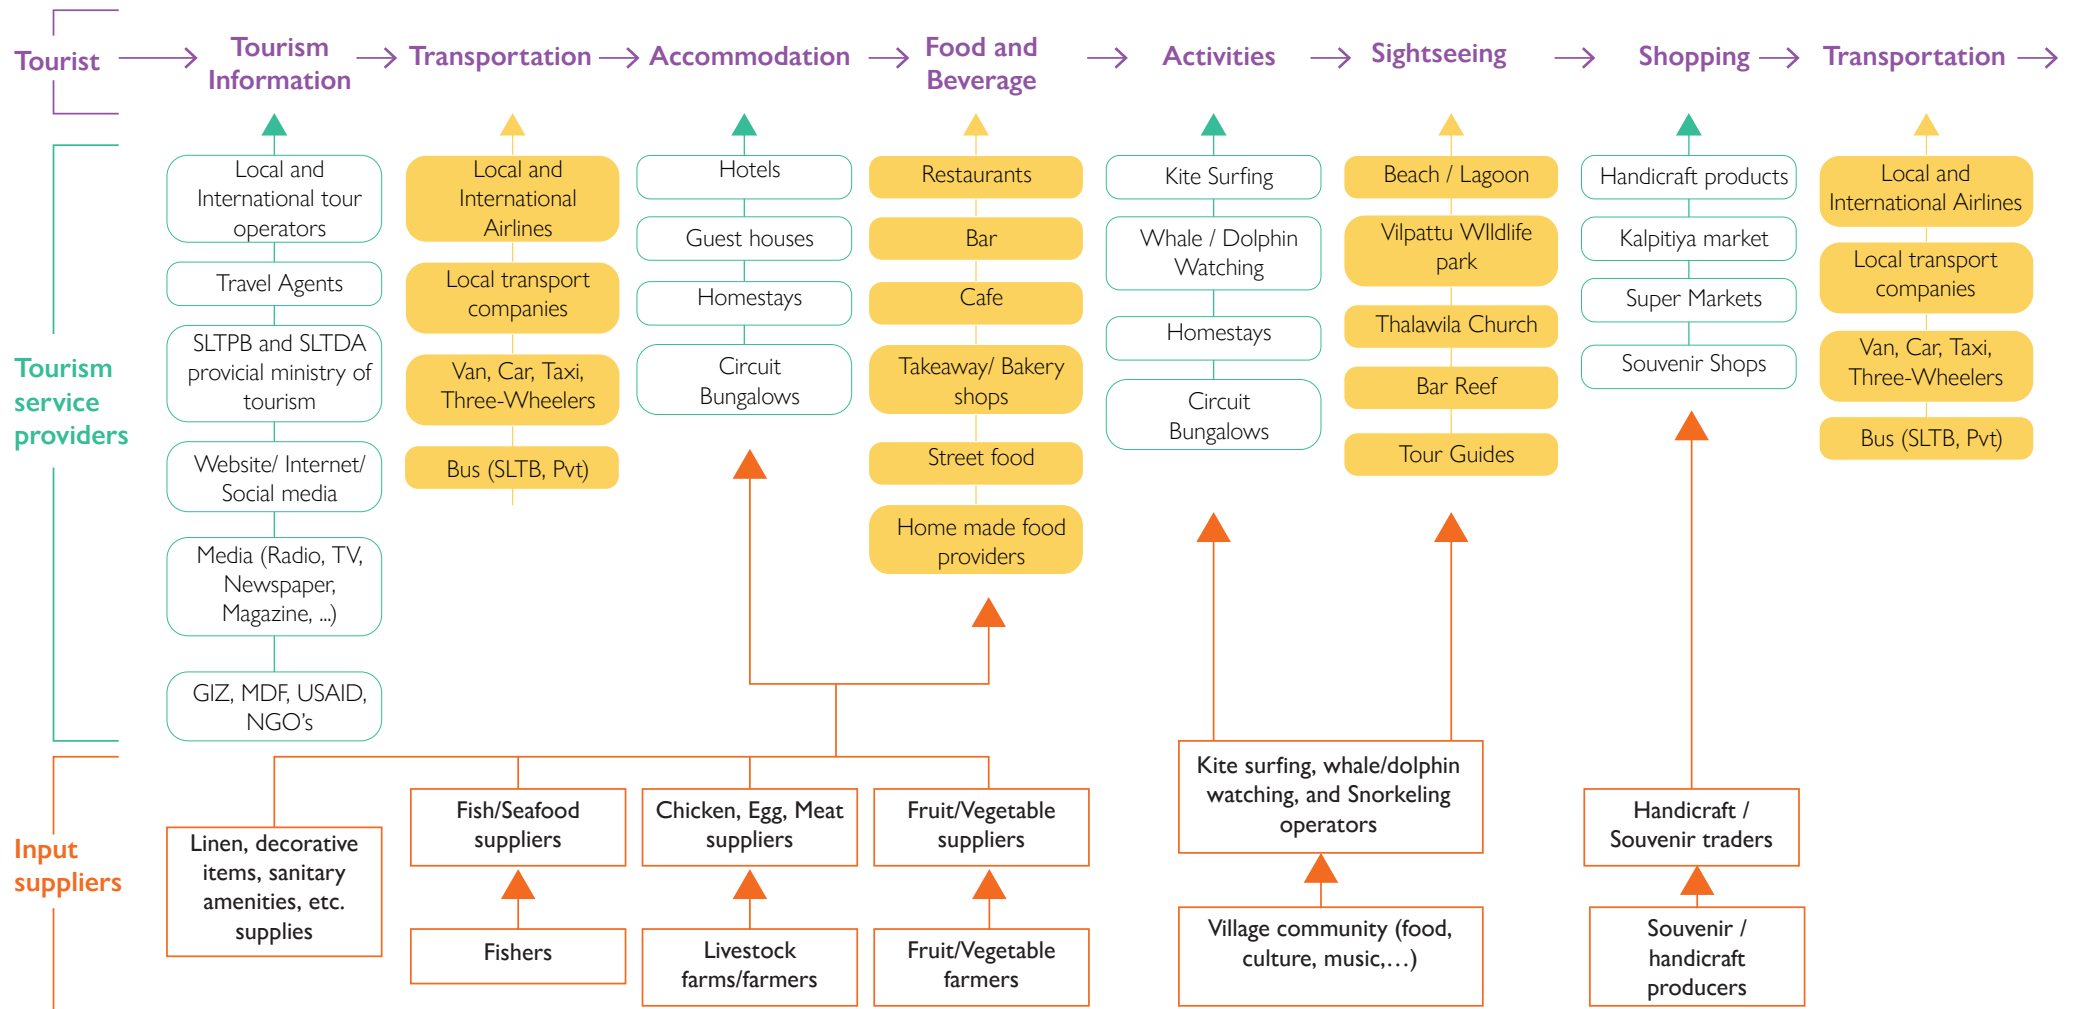 Tourist
Tourism
Information
Transportation
Accommodation
Food and
Beverage
Activities
Sightseeing
Shopping
Transportation
Tourism
service
providers
Local and
International tour
operators
Travel Agents
SLTPB and SLTDA
provicial ministry of
tourism
Website/ Internet/
Social media
Media (Radio, TV,
Newspaper,
Magazine, ...)
GIZ, MDF, USAID,
NGO's
Local and
International
Airlines
Local transport
companies
Van, Car, Taxi,
Three-Wheelers
Bus (SLTB, Pvt)
Hotels
Guest houses
Homestays
Circuit
Bungalows
Restaurants
Bar
Cafe
Takeaway/ Bakery
shops
Street food
Home made food
providers
Kite Surfing
Whale / Dolphin
Watching
Homestays
Circuit
Bungalows
Beach / Lagoon
Vilpattu WIldlife
park
Thalawila Church
Bar Reef
Tour Guides
Handicraft products
Kalpitiya market
Super Markets
Souvenir Shops
Local and
International Airlines
Local transport
companies
Van, Car, Taxi,
Three-Wheelers
Bus (SLTB, Pvt)
Input
suppliers
Linen, decorative
items, sanitary
amenities, etc.
supplies
Fish/Seafood
suppliers
Fishers
Chicken, Egg, Meat
suppliers
Livestock
farms/farmers
Fruit/Vegetable
suppliers
Fruit/Vegetable
farmers
Kite surfing, whale/dolphin
watching, and Snorkeling
operators
Village community (food,
culture, music,…)
Handicraft /
Souvenir traders
Souvenir /
handicraft
producers